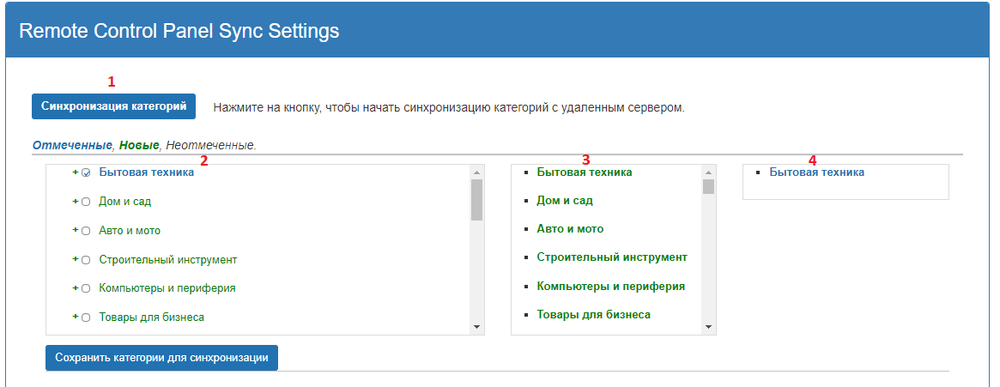 Remote Control Panel Sync Settings
1
Синхронизация категорий Нажмите на кнопку, чтобы начать синхронизацию категорий с удаленным сервером.
Отмеченные, Новые, Неотмеченные.
2 3 4
+ Бытовая техника
+ Дом и сад
+ Авто и мото
+ Строительный инструмент
+ Компьютеры и периферия
+ Товары для бизнеса
Бытовая техника
Дом и сад
Авто и мото
Строительный инструмент
Компьютеры и периферия
Товары для бизнеса
Бытовая техника
Сохранить категории для синхронизации